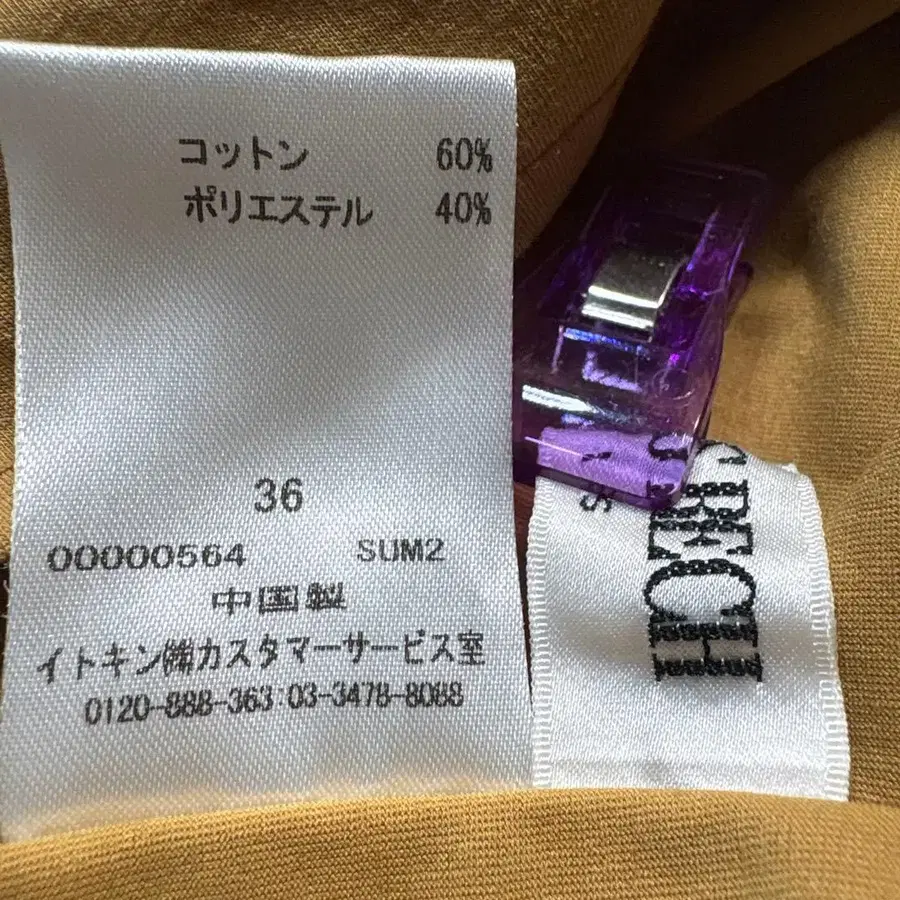 コットン 60%
ポリエステル 40%
36
00000564 SUM2
中国製
イトキン㈱カスタマーサービス室
0120-888-363:03-3478-8088